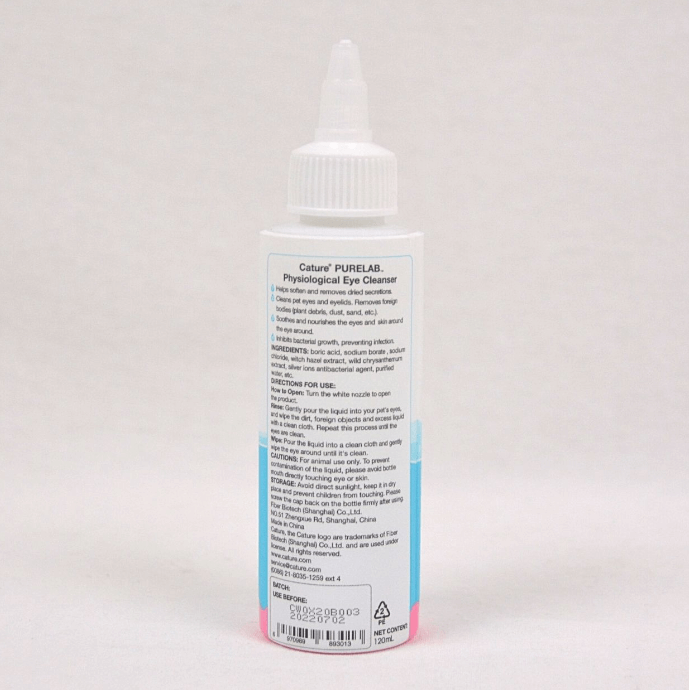 Cature® PURELAB™
Physiological Eye Cleanser
Helps soften and removes dried secretions.
Cleans pet eyes and eyelids. Removes foreign
bodies (plant debris, dust, sand, etc.)
Soothes and nourishes the eyes and skin around
the eye around.
Inhibits bacterial growth, preventing infection.
INGREDIENTS: boric acid, sodium borate, sodium
chloride, witch hazel extract, wild chrysanthemum
extract, silver ions antibacterial agent, purified
water, etc.
DIRECTIONS FOR USE:
How to Open: Turn the white nozzle to open
the product.
Rinse: Gently pour the liquid into your pet's eyes,
and wipe the dirt, foreign objects and excess liquid
with a clean cloth. Repeat this process until the
eyes are clean.
Wipe: Pour the liquid into a clean cloth and gently
wipe the eye around until it's clean.
CAUTIONS: For animal use only. To prevent
contamination of the liquid, please avoid bottle
mouth directly touching eye or skin.
STORAGE: Avoid direct sunlight, keep it in dry
place and prevent children from touching. Please
screw the cap back on the bottle firmly after using.
Fiber Biotech (Shanghai) Co., Ltd.
NO.51 Zhengxue Rd, Shanghai, China
Made in China
Cature, the Cature logo are trademarks of Fiber
Biotech (Shanghai) Co., Ltd. and are used under
license. All rights reserved.
www.cature.com
service@cature.com
(086) 21-6035-1259 ext 4
BATCH:
USE BEFORE:
CW0X20B003
20220702
6 970969 893013
2
PE
NET CONTENT
120mL